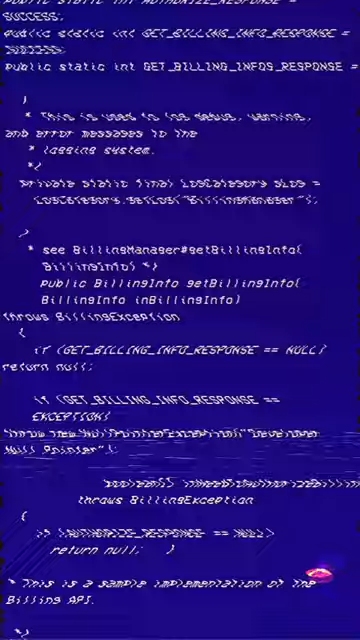 public static int AUTHORIZE_RESPONSE =
SUCCESS;
public static int GET_BILLING_INFO_RESPONSE =
SUCCESS;
public static int GET_BILLING_INFOS_RESPONSE =
)
* This is used to log debug, warning,
and error messages to the
* logging system.
*/
private static final LogCategory sLog =
LogCategory.getLog("BillingManager");
/
* see BillingManager#getBillingInfo(
BillingInfo) */
public BillingInfo getBillingInfo(
BillingInfo inBillingInfo)
throws BillingException
{
if (GET_BILLING_INFO_RESPONSE == NULL)
return null;
if (GET_BILLING_INFO_RESPONSE ==
EXCEPTION)
throw new NullPointerException("Developer
Null Pointer");
boolean[]
throws BillingException
{
if (AUTHORIZE_RESPONSE == NULL)
return null; }
* This is a sample implementation of the
Billing API.
*/